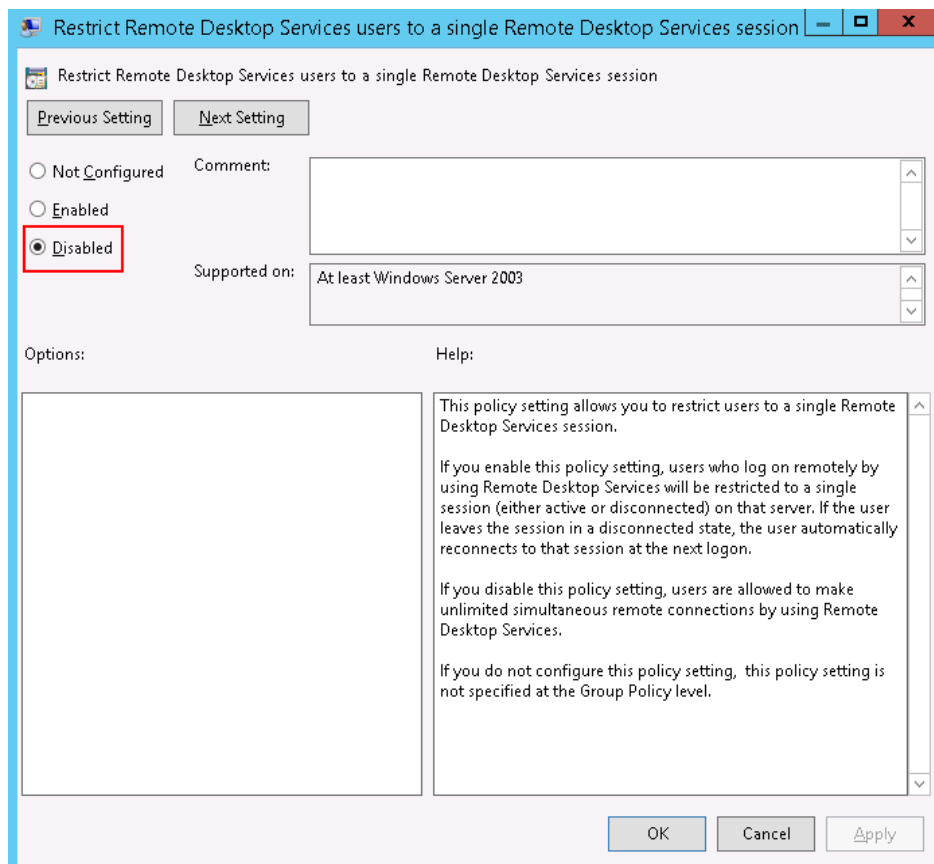 Restrict Remote Desktop Services users to a single Remote Desktop Services session
Restrict Remote Desktop Services users to a single Remote Desktop Services session
Previous Setting
Next Setting
Not Configured
Comment:
Enabled
Disabled
Supported on:
At least Windows Server 2003
Options:
Help:
This policy setting allows you to restrict users to a single Remote
Desktop Services session.
If you enable this policy setting, users who log on remotely by
using Remote Desktop Services will be restricted to a single
session (either active or disconnected) on that server. If the user
leaves the session in a disconnected state, the user automatically
reconnects to that session at the next logon.
If you disable this policy setting, users are allowed to make
unlimited simultaneous remote connections by using Remote
Desktop Services.
If you do not configure this policy setting,  this policy setting is
not specified at the Group Policy level.
OK
Cancel
Apply